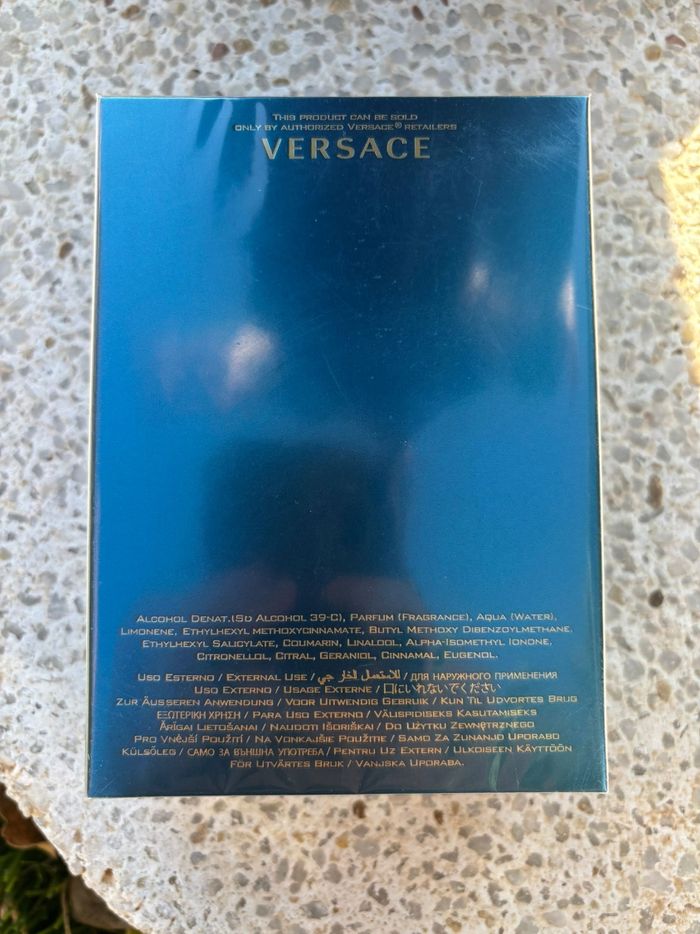 THIS PRODUCT CAN BE SOLD
ONLY BY AUTHORIZED VERSACE® RETAILERS
VERSACE
ALCOHOL DENAT.(SD ALCOHOL 39-C), PARFUM (FRAGRANCE), AQUA (WATER),
LIMONENE, ETHYLHEXYL METHOXYCINNAMATE, BUTYL METHOXY DIBENZOYLMETHANE,
ETHYLHEXYL SALICYLATE, COUMARIN, LINALOOL, ALPHA-ISOMETHYL IONONE,
CITRONELLOL, CITRAL, GERANIOL, CINNAMAL, EUGENOL.
USO ESTERNO / EXTERNAL USE / للاستعمال الخارجي / ДЛЯ НАРУЖНОГО ПРИМЕНЕНИЯ
USO EXTERNO / USAGE EXTERNE / 口にいれないでください
ZUR ÄUSSEREN ANWENDUNG / VOOR UITWENDIG GEBRUIK / KUN TIL UDVORTES BRUG
ΕΞΩΤΕΡΙΚΗ ΧΡΗΣΗ / PARA USO EXTERNO / VÄLISPIDISEKS KASUTAMISEKS
ĀRĪGAI LIETOŠANAI / NAUDOTI IŠORIŠKAI / DO UŻYTKU ZEWNĘTRZNEGO
PRO VNĚJŠÍ POUŽITÍ / NA VONKAJŠIE POUŽITIE / SAMO ZA ZUNANJO UPORABO
KÜLSŐLEG / САМО ЗА ВЪНШНА УПОТРЕБА / PENTRU UZ EXTERN / ULKOISEEN KÄYTTÖÖN
FÖR UTVÄRTES BRUK / VANJSKA UPORABA.